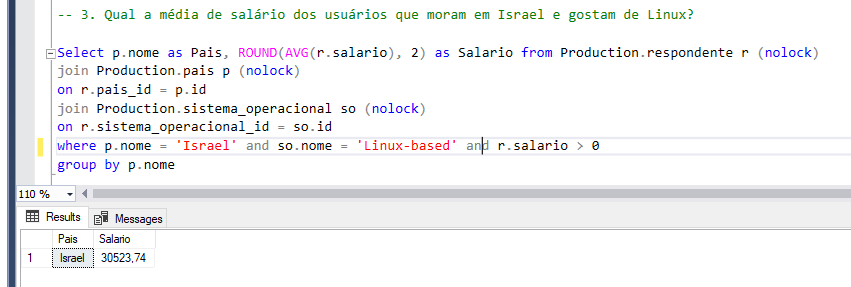 -- 3. Qual a média de salário dos usuários que moram em Israel e gostam de Linux?
Select p.nome as Pais, ROUND(AVG(r.salario), 2) as Salario from Production.respondente r (nolock)
join Production.pais p (nolock)
on r.pais_id = p.id
join Production.sistema_operacional so (nolock)
on r.sistema_operacional_id = so.id
where p.nome = 'Israel' and so.nome = 'Linux-based' and r.salario > 0
group by p.nome
110 %
Results Messages
Pais Salario
1 Israel 30523,74